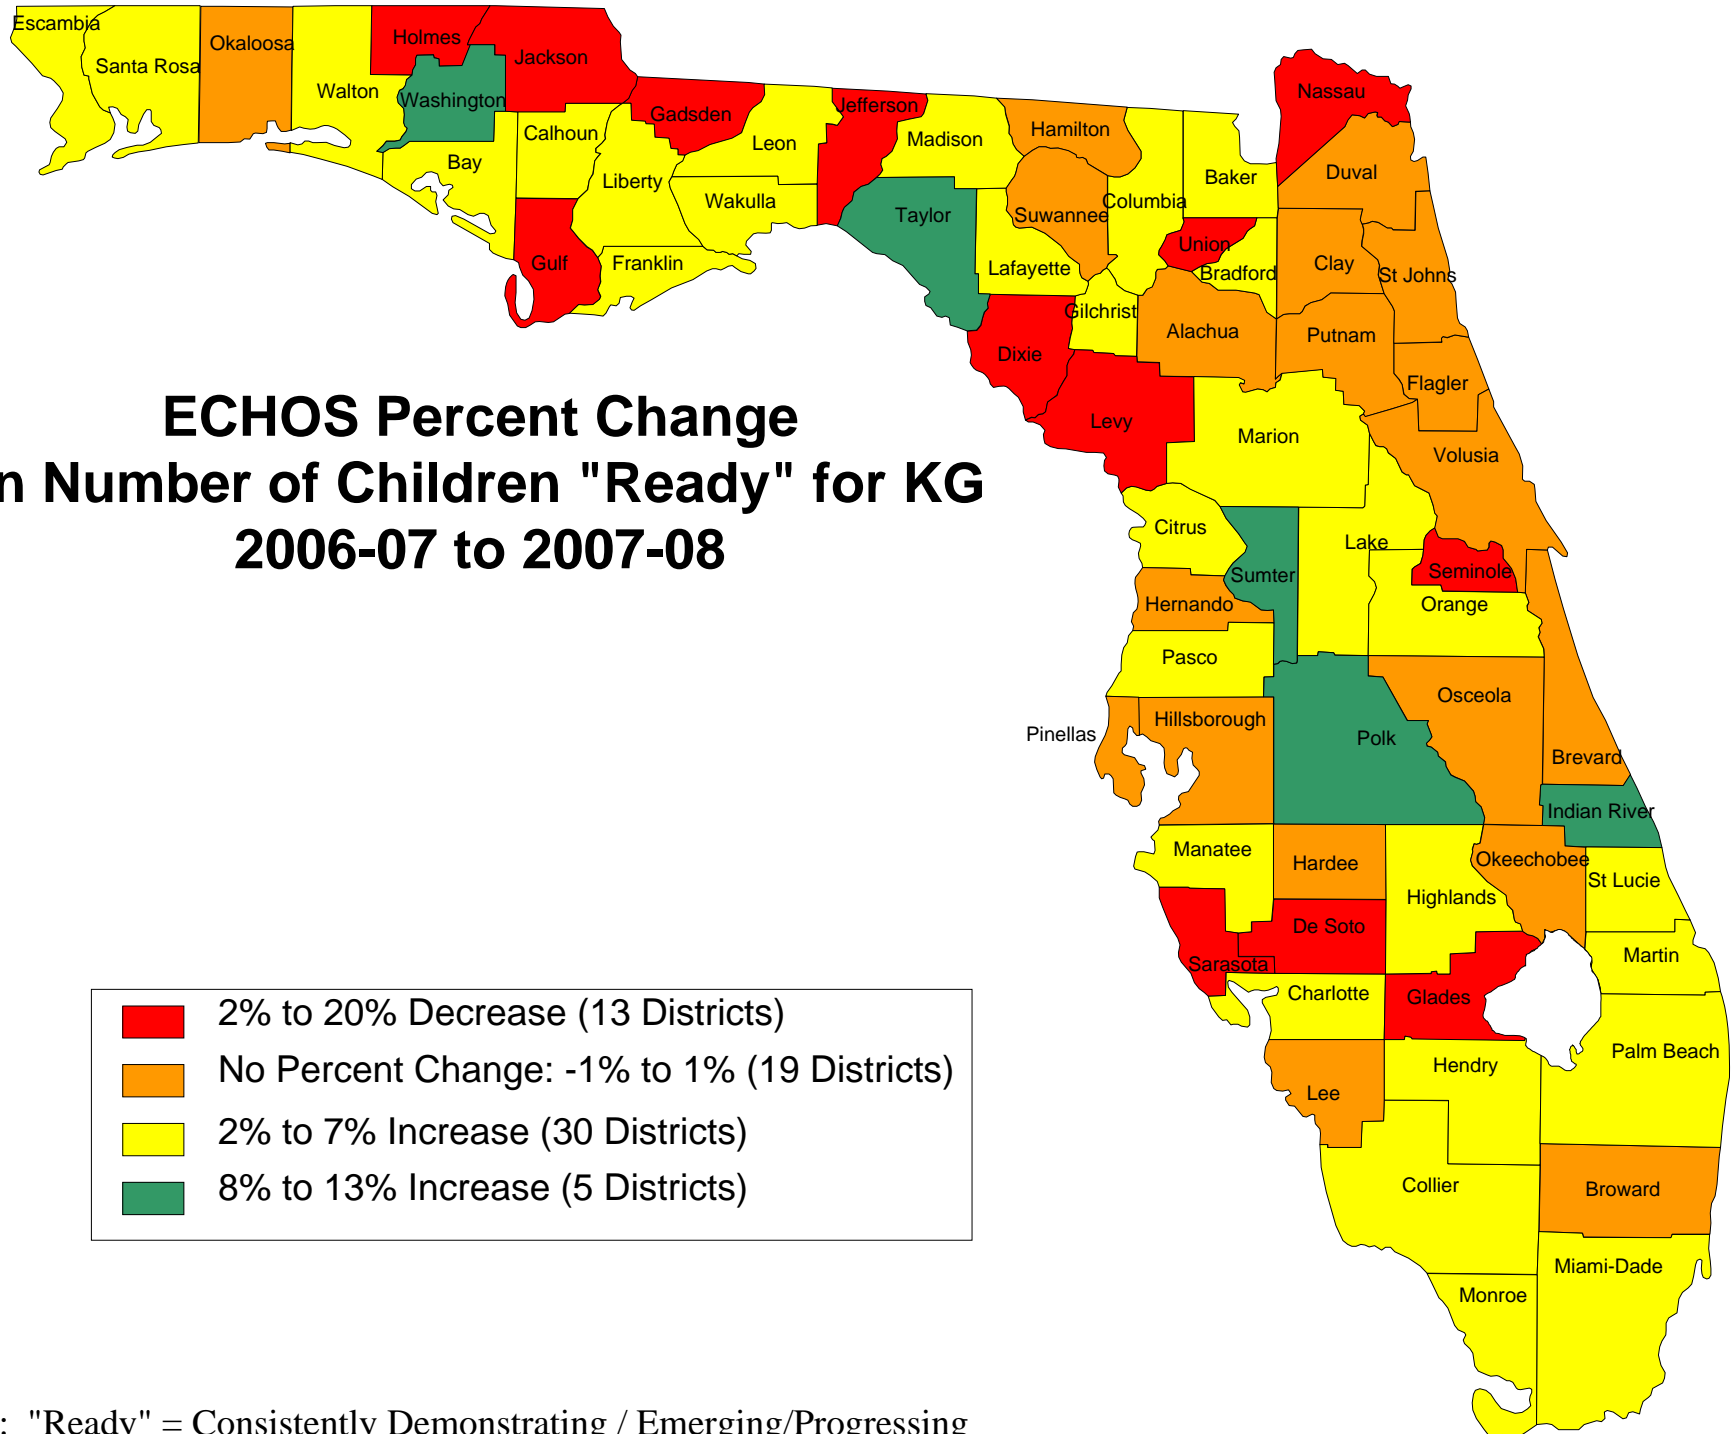 Escambia
Santa Rosa
Okaloosa
Walton
Holmes
Washington
Jackson
Bay
Calhoun
Gulf
Liberty
Gadsden
Franklin
Leon
Wakulla
Jefferson
Madison
Taylor
Hamilton
Suwannee
Lafayette
Columbia
Baker
Union
Bradford
Nassau
Duval
Clay
St Johns
Gilchrist
Dixie
Alachua
Putnam
Flagler
Levy
Marion
Volusia
ECHOS Percent Change
n Number of Children "Ready" for KG
2006-07 to 2007-08
Citrus
Sumter
Lake
Seminole
Orange
Hernando
Pasco
Pinellas
Hillsborough
Polk
Osceola
Brevard
Indian River
Manatee
Hardee
Highlands
Okeechobee
St Lucie
Sarasota
De Soto
Martin
Charlotte
Glades
Palm Beach
Lee
Hendry
Collier
Broward
Miami-Dade
Monroe
2% to 20% Decrease (13 Districts)
No Percent Change: -1% to 1% (19 Districts)
2% to 7% Increase (30 Districts)
8% to 13% Increase (5 Districts)
: "Ready" = Consistently Demonstrating / Emerging/Progressing